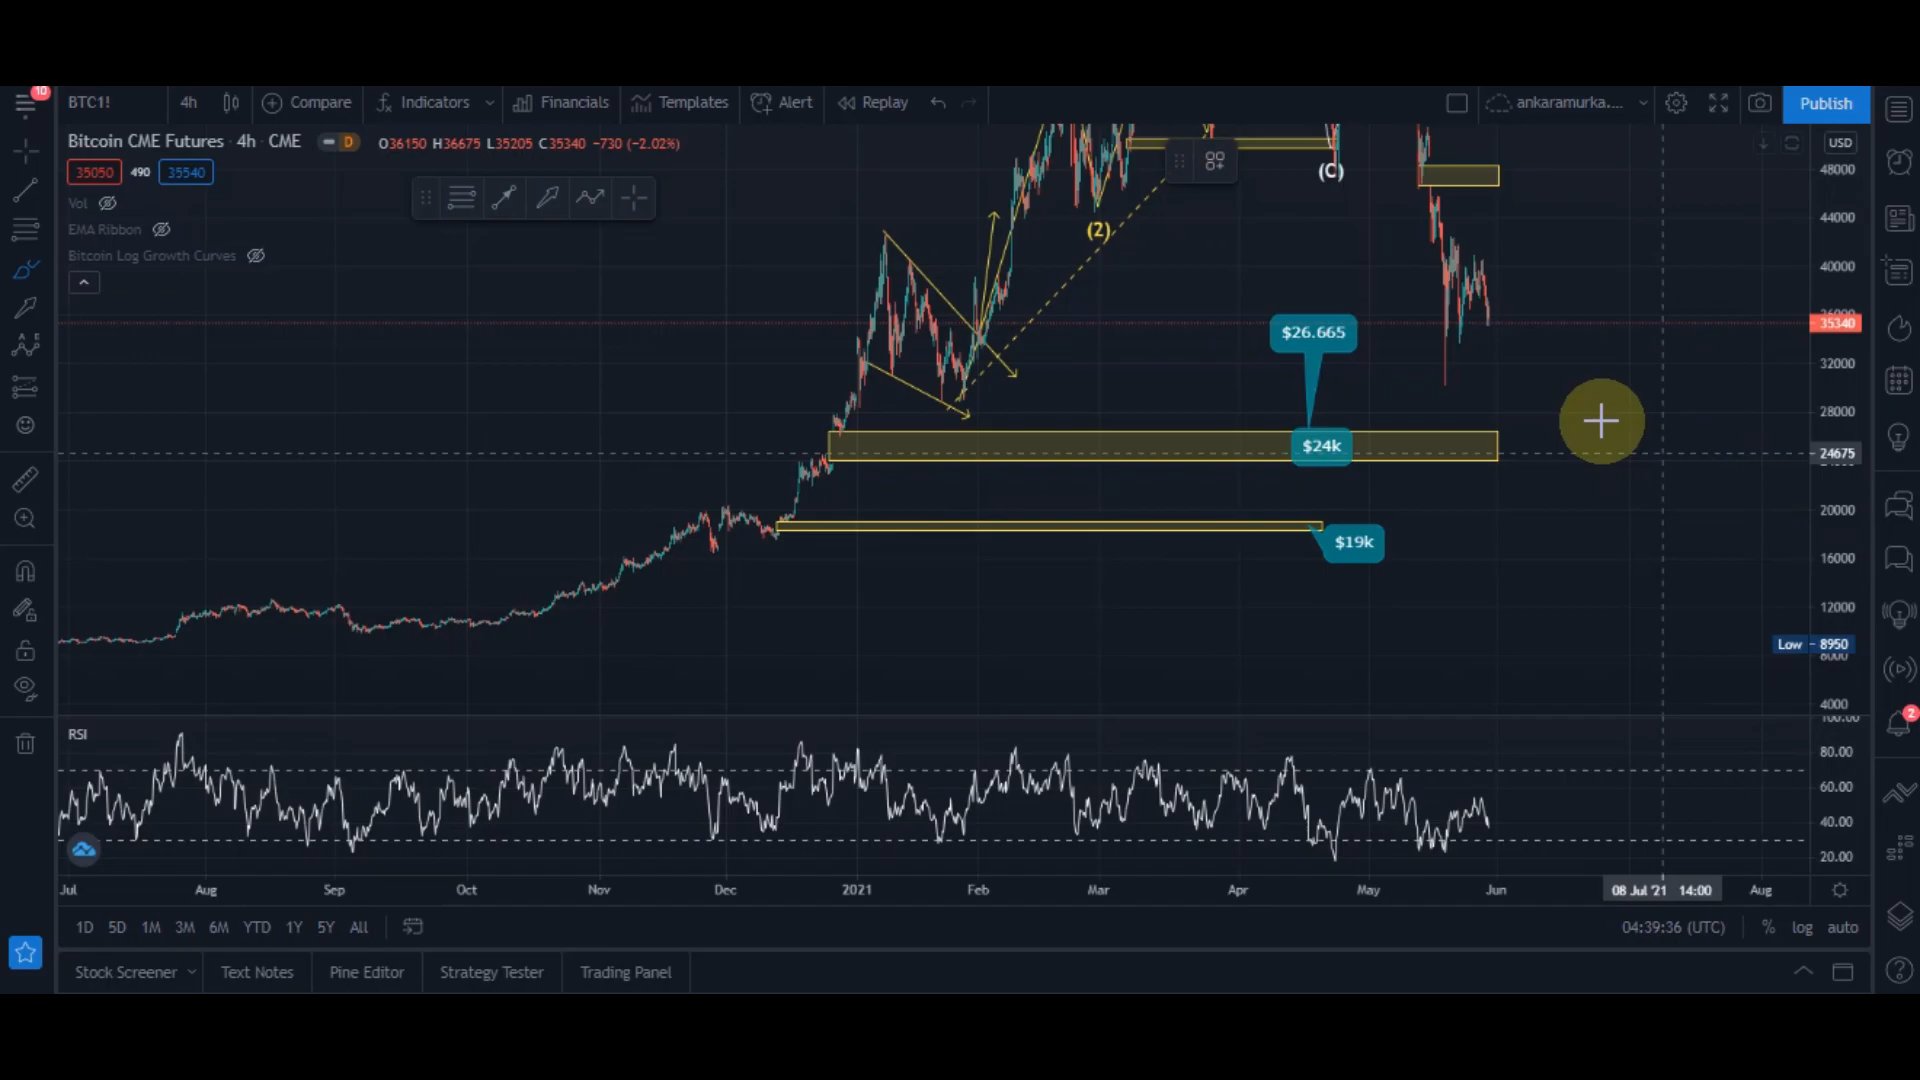 10
BTC1! 4h Compare Indicators Financials Templates Alert Replay ankaramurka.... Publish
Bitcoin CME Futures · 4h · CME D O36150 H36675 L35205 C35340 −730 (−2.02%)
35050 490 35540
Vol
EMA Ribbon
Bitcoin Log Growth Curves
USD
48000
44000
40000
35340
32000
28000
24675
20000
16000
12000
Low 8950
8000
4000
(C)
(2)
$26.665
$24k
$19k
RSI
100.00
80.00
60.00
40.00
20.00
2
Jul Aug Sep Oct Nov Dec 2021 Feb Mar Apr May Jun 08 Jul '21 14:00 Aug
1D 5D 1M 3M 6M YTD 1Y 5Y All 04:39:36 (UTC) % log auto
Stock Screener Text Notes Pine Editor Strategy Tester Trading Panel